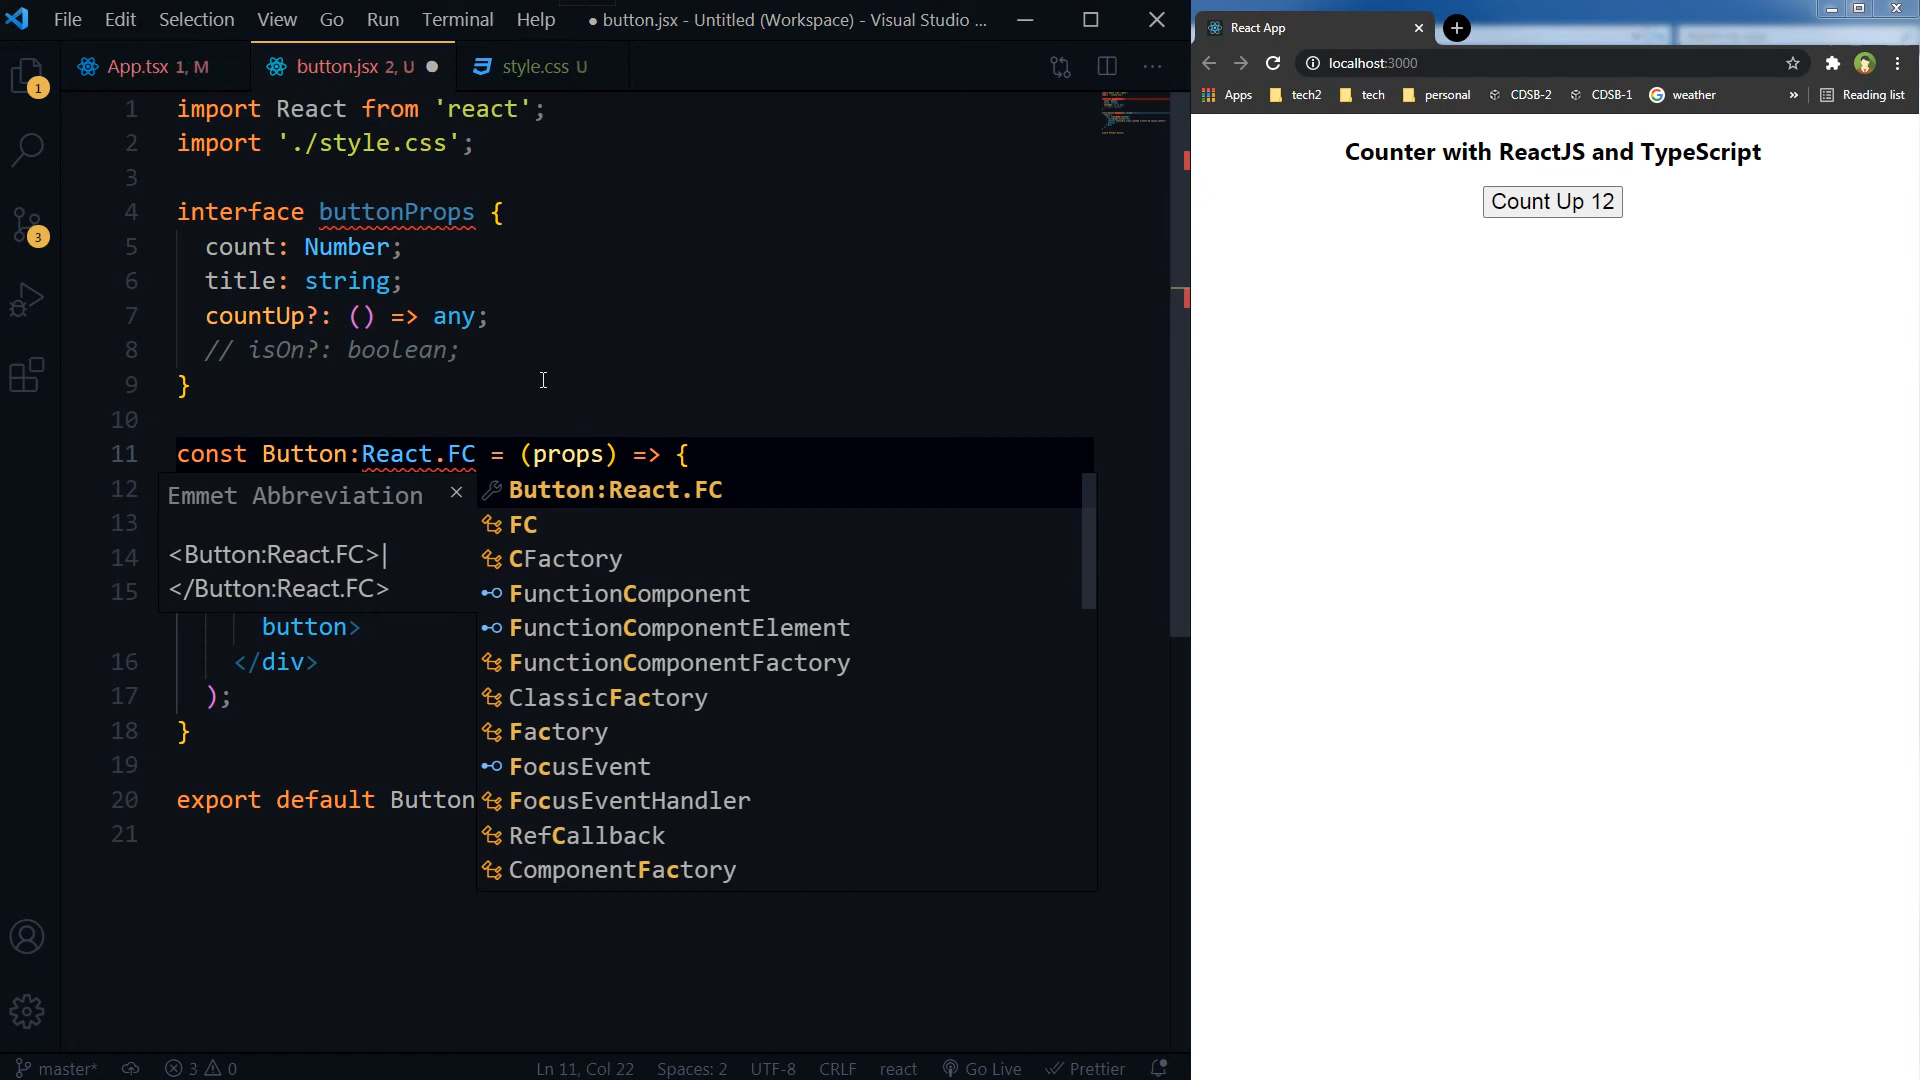 File Edit Selection View Go Run Terminal Help
● button.jsx - Untitled (Workspace) - Visual Studio ...
App.tsx 1, M
button.jsx 2, U ●
style.css U
...
1
3
1 import React from 'react';
2 import './style.css';
3
4 interface buttonProps {
5 count: Number;
6 title: string;
7 countUp?: () => any;
8 // isOn?: boolean;
9 }
10
11 const Button:React.FC = (props) => {
12
13
14
15
button>
16 </div>
17 );
18 }
19
20 export default Button
21
Emmet Abbreviation ×
<Button:React.FC>|
</Button:React.FC>
Button:React.FC
FC
CFactory
FunctionComponent
FunctionComponentElement
FunctionComponentFactory
ClassicFactory
Factory
FocusEvent
FocusEventHandler
RefCallback
ComponentFactory
master* 3 0 Ln 11, Col 22 Spaces: 2 UTF-8 CRLF react Go Live Prettier
React App
localhost:3000
Apps tech2 tech personal CDSB-2 CDSB-1 weather » Reading list
Counter with ReactJS and TypeScript
Count Up 12